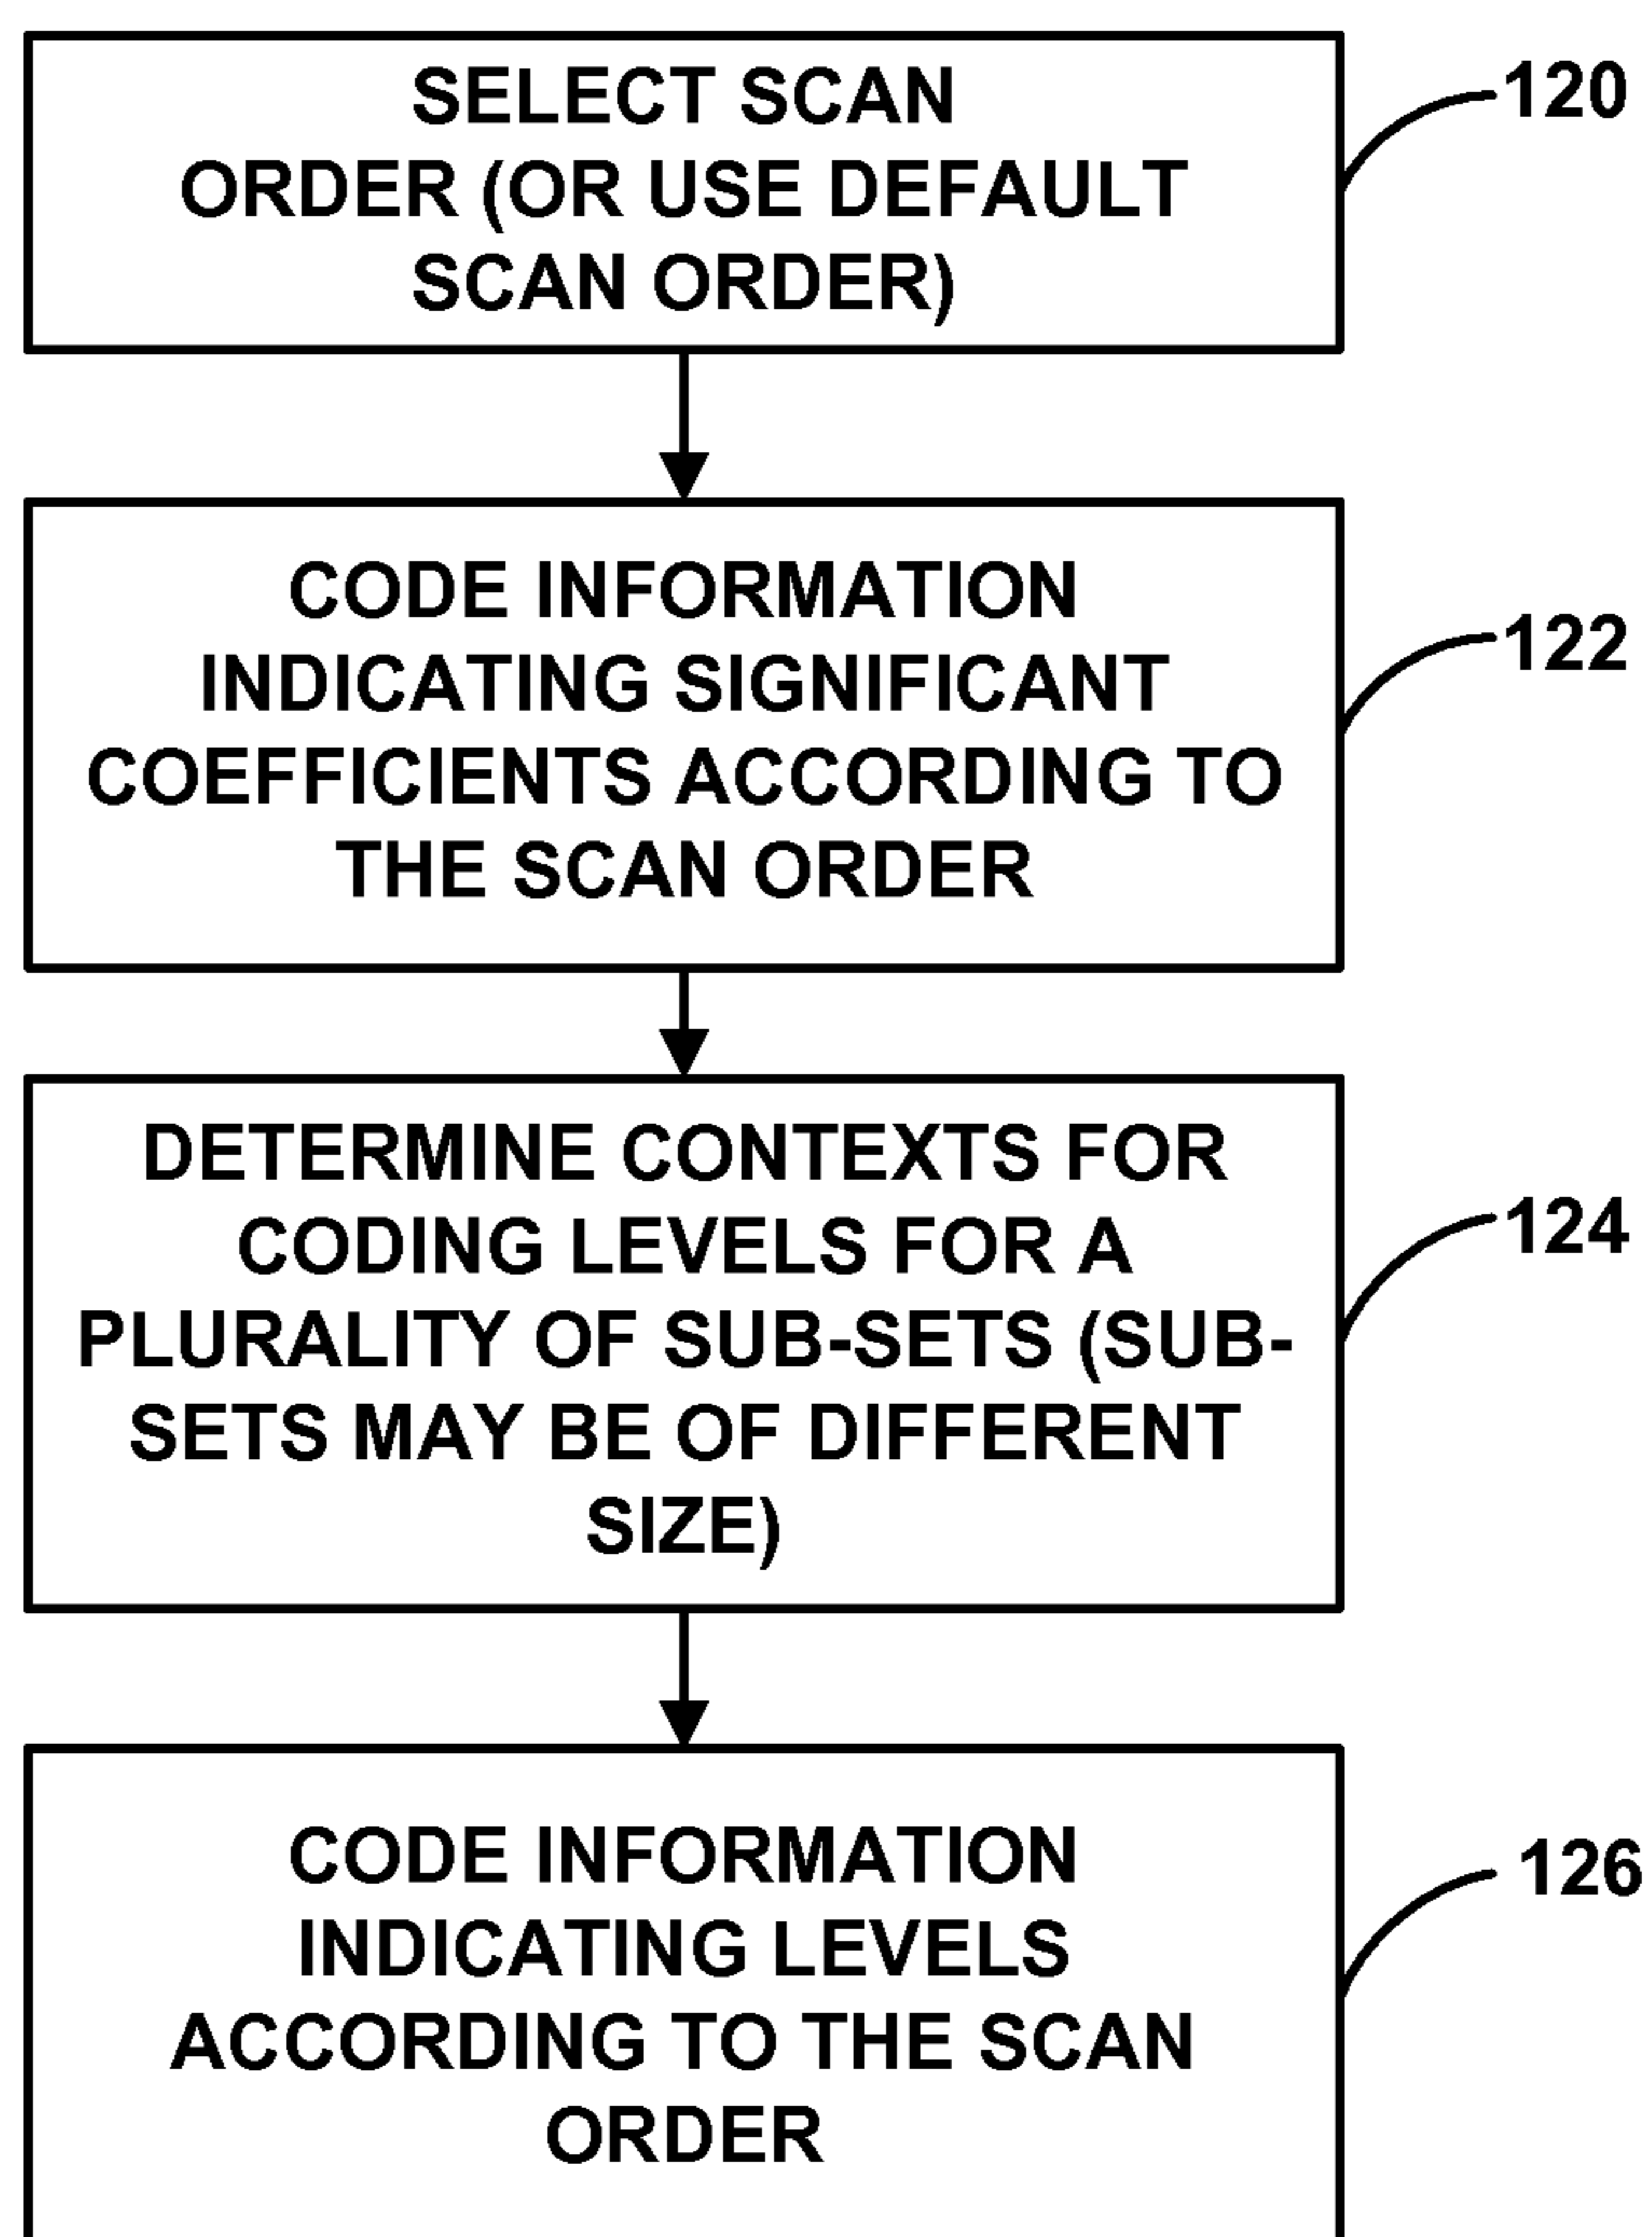 SELECT SCAN
ORDER (OR USE DEFAULT
SCAN ORDER)
120
CODE INFORMATION
INDICATING SIGNIFICANT
COEFFICIENTS ACCORDING TO
THE SCAN ORDER
122
DETERMINE CONTEXTS FOR
CODING LEVELS FOR A
PLURALITY OF SUB-SETS (SUB-
SETS MAY BE OF DIFFERENT
SIZE)
124
CODE INFORMATION
INDICATING LEVELS
ACCORDING TO THE SCAN
ORDER
126